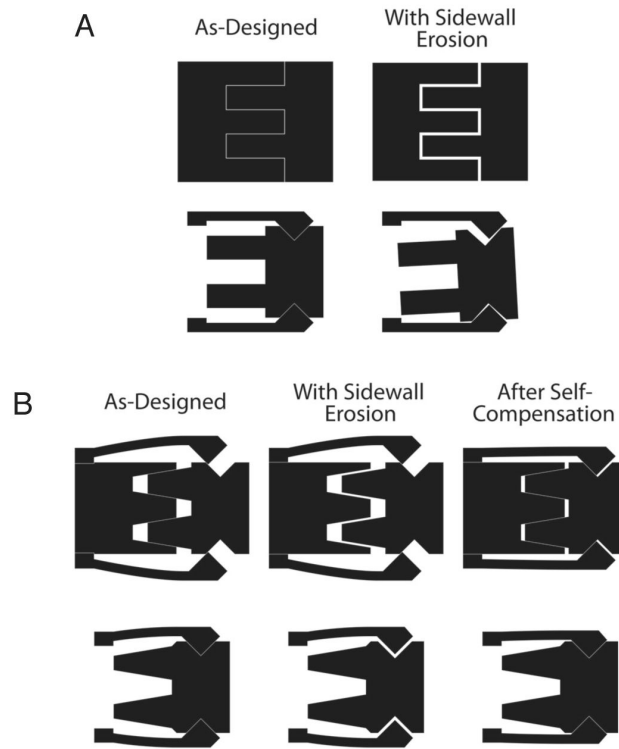 A
As-Designed
With Sidewall
Erosion
B
As-Designed
With Sidewall
Erosion
After Self-
Compensation